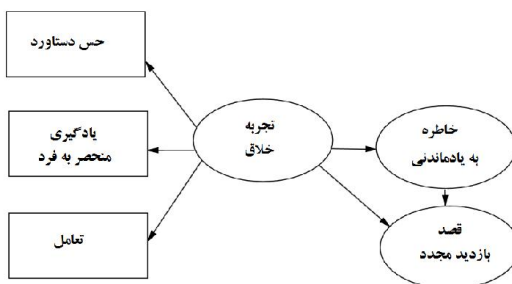 حس دستاورد
تجربه
خلاق
یادگیری
منحصر به فرد
خاطره
به یادماندنی
تعامل
قصد
بازدید مجدد